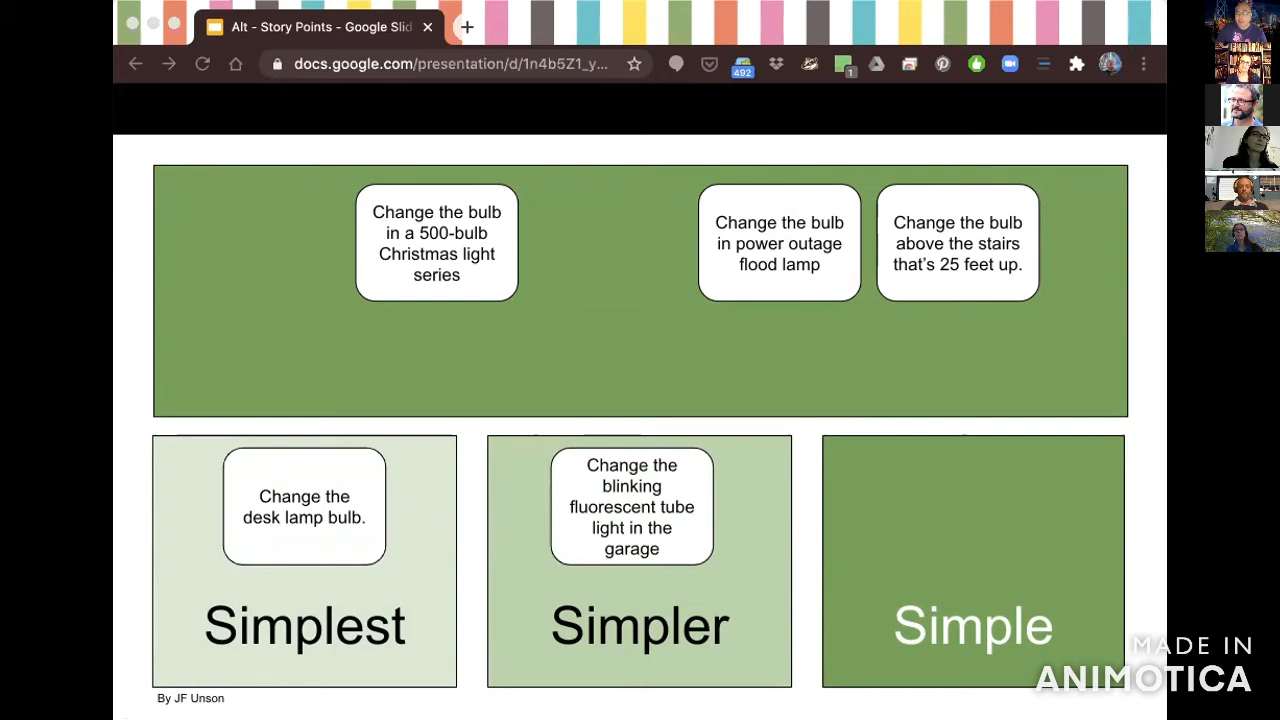 Alt - Story Points - Google Slid
docs.google.com/presentation/d/1n4b5Z1_y...
492
1
Change the bulb
in a 500-bulb
Christmas light
series
Change the bulb
in power outage
flood lamp
Change the bulb
above the stairs
that's 25 feet up.
Change the
desk lamp bulb.
Simplest
Change the
blinking
fluorescent tube
light in the
garage
Simpler
Simple
By JF Unson
MADE IN
ANIMOTICA